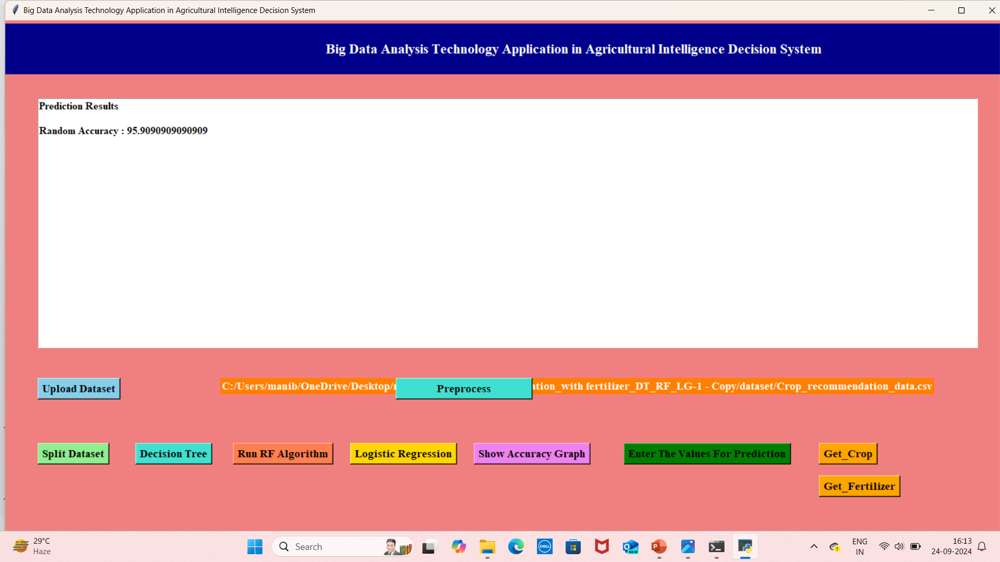 Big Data Analysis Technology Application in Agricultural Intelligence Decision System
Big Data Analysis Technology Application in Agricultural Intelligence Decision System
Prediction Results
Random Accuracy : 95.9090909090909
Upload Dataset
C:/Users/manib/OneDrive/Desktop/
Preprocess
ation_with fertilizer_DT_RF_LG-1 - Copy/dataset/Crop_recommendation_data.csv
Split Dataset
Decision Tree
Run RF Algorithm
Logistic Regression
Show Accuracy Graph
Enter The Values For Prediction
Get_Crop
Get_Fertilizer
29°C
Haze
Search
DELL
NEW
ENG
IN
16:13
24-09-2024